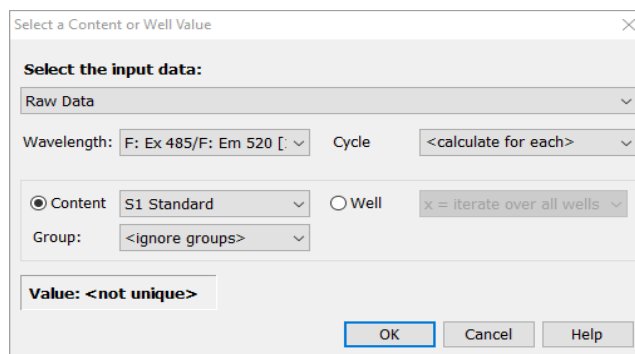 Select a Content or Well Value
Select the input data:
Raw Data
Wavelength: F: Ex 485/F: Em 520 [ Cycle <calculate for each>
Content S1 Standard Well x = iterate over all wells
Group: <ignore groups>
Value: <not unique>
OK Cancel Help